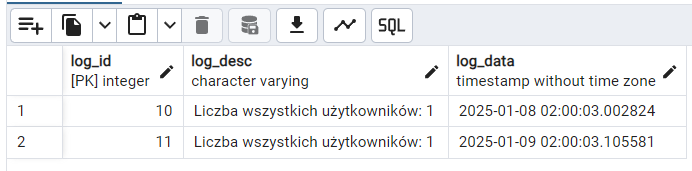 SQL
log_id log_desc log_data
[PK] integer character varying timestamp without time zone
1 10 Liczba wszystkich użytkowników: 1 2025-01-08 02:00:03.002824
2 11 Liczba wszystkich użytkowników: 1 2025-01-09 02:00:03.105581